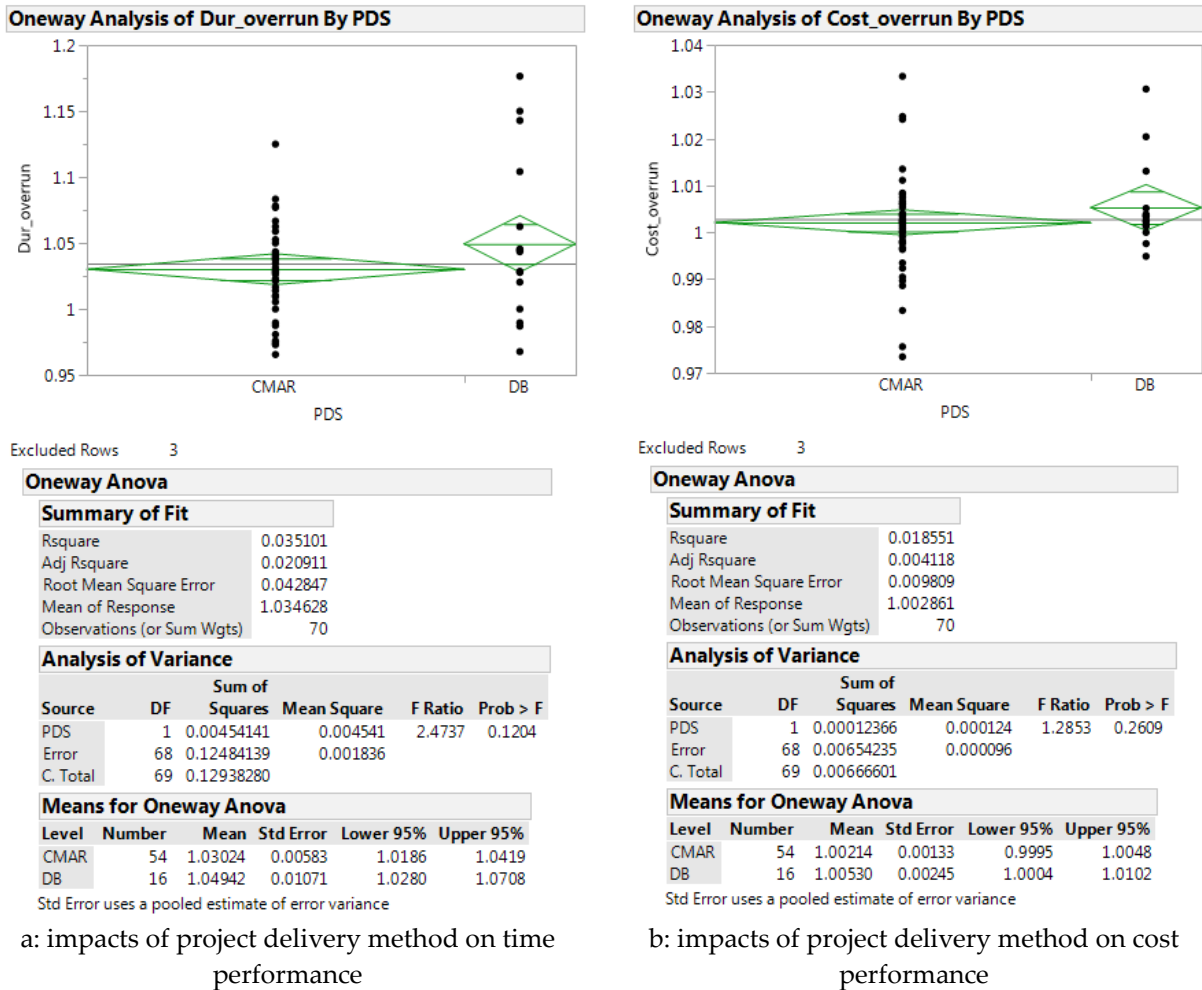 Oneway Analysis of Dur_overrun By PDS
1.2
1.15
1.1
1.05
1
0.95
Dur_overrun
CMAR DB
PDS
Excluded Rows 3
Oneway Anova
Summary of Fit
Rsquare 0.035101
Adj Rsquare 0.020911
Root Mean Square Error 0.042847
Mean of Response 1.034628
Observations (or Sum Wgts) 70
Analysis of Variance
Sum of
Source DF Squares Mean Square F Ratio Prob > F
PDS 1 0.00454141 0.004541 2.4737 0.1204
Error 68 0.12484139 0.001836
C. Total 69 0.12938280
Means for Oneway Anova
Level Number Mean Std Error Lower 95% Upper 95%
CMAR 54 1.03024 0.00583 1.0186 1.0419
DB 16 1.04942 0.01071 1.0280 1.0708
Std Error uses a pooled estimate of error variance
a: impacts of project delivery method on time
performance
Oneway Analysis of Cost_overrun By PDS
1.04
1.03
1.02
1.01
1
0.99
0.98
0.97
Cost_overrun
CMAR DB
PDS
Excluded Rows 3
Oneway Anova
Summary of Fit
Rsquare 0.018551
Adj Rsquare 0.004118
Root Mean Square Error 0.009809
Mean of Response 1.002861
Observations (or Sum Wgts) 70
Analysis of Variance
Sum of
Source DF Squares Mean Square F Ratio Prob > F
PDS 1 0.00012366 0.000124 1.2853 0.2609
Error 68 0.00654235 0.000096
C. Total 69 0.00666601
Means for Oneway Anova
Level Number Mean Std Error Lower 95% Upper 95%
CMAR 54 1.00214 0.00133 0.9995 1.0048
DB 16 1.00530 0.00245 1.0004 1.0102
Std Error uses a pooled estimate of error variance
b: impacts of project delivery method on cost
performance